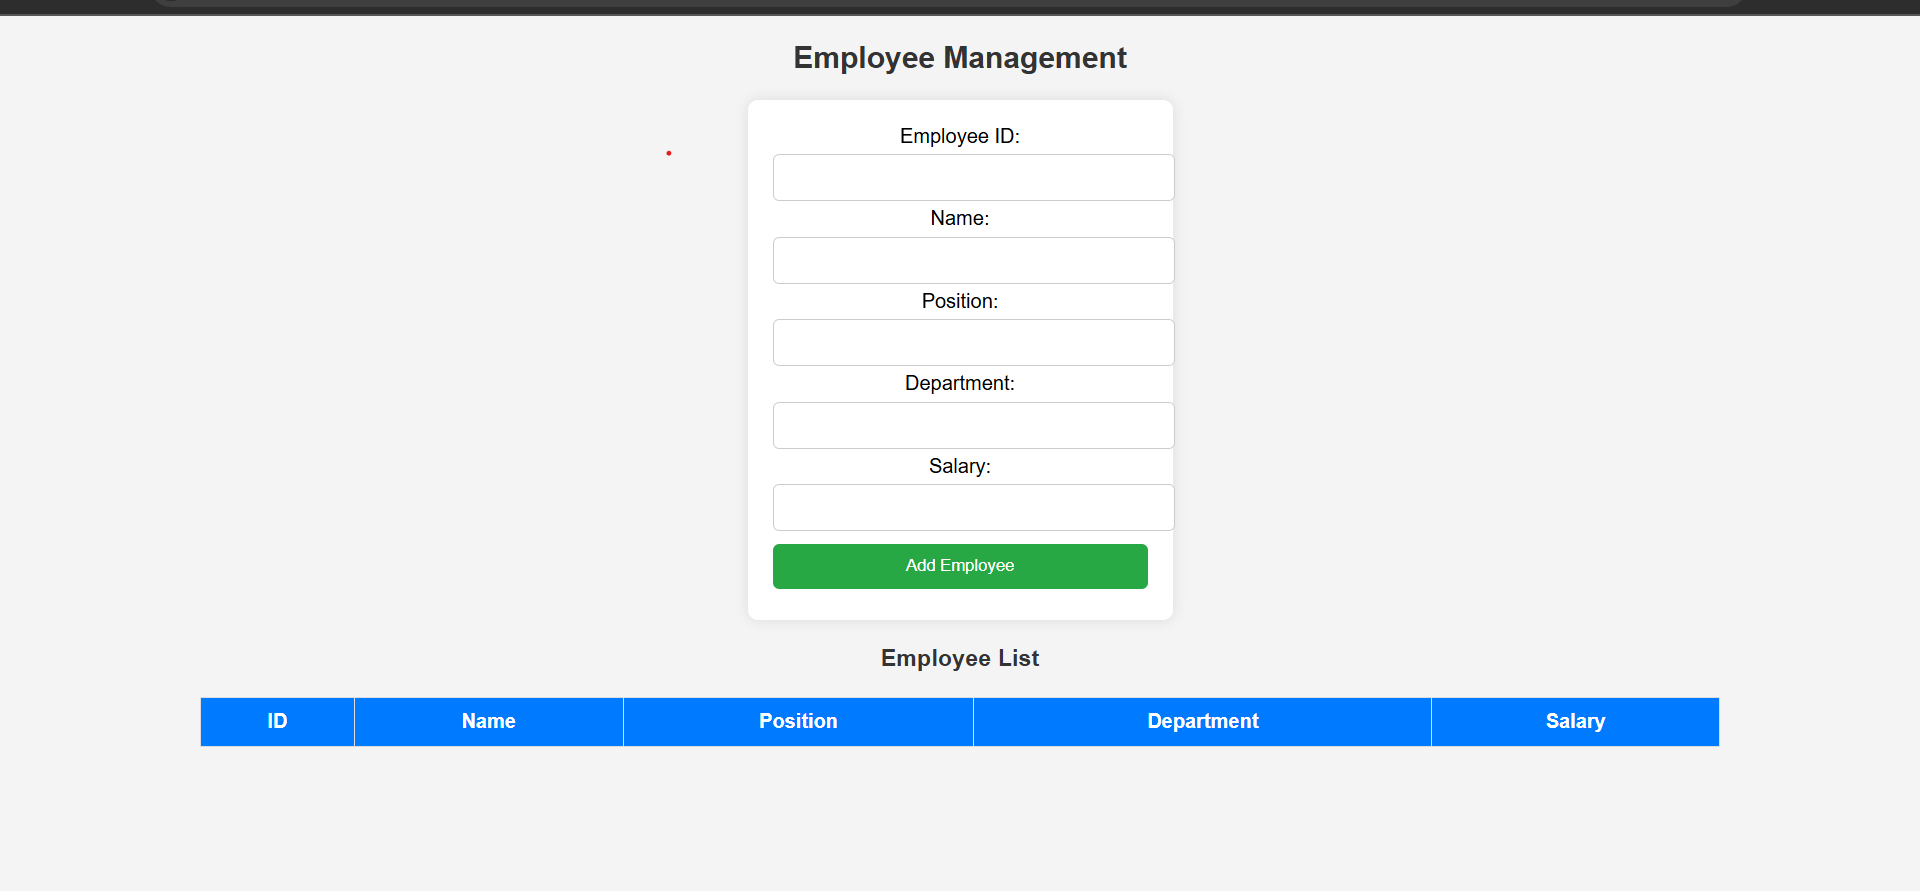 Employee Management
Employee ID:
Name:
Position:
Department:
Salary:
Add Employee
Employee List
ID Name Position Department Salary